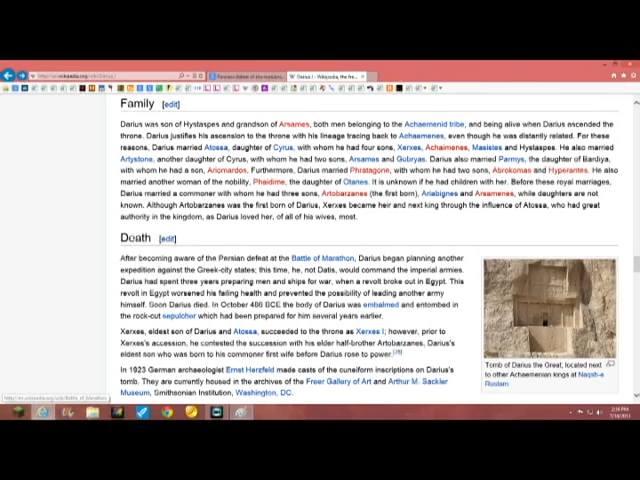 Darius I - Wikipedia, the fre...
Family [edit]
Darius was son of Hystaspes and grandson of Arsames, both men belonging to the Achaemenid tribe, and being alive when Darius ascended the
throne. Darius justifies his ascension to the throne with his lineage tracing back to Achaemenes, even though he was distantly related. For these
reasons, Darius married Atossa, daughter of Cyrus, with whom he had four sons, Xerxes, Achaimenes, Masistes and Hystaspes. He also married
Artystone, another daughter of Cyrus, with whom he had two sons, Arsames and Gobryas. Darius also married Parmys, the daughter of Bardiya,
with whom he had a son, Ariomardos. Furthermore, Darius married Phratagone, with whom he had two sons, Abrokomas and Hyperantes. He also
married another woman of the nobility, Phaidime, the daughter of Otanes. It is unknown if he had children with her. Before these royal marriages,
Darius married a commoner with whom he had three sons, Artobarzanes (the first born), Ariabignes and Arsamenes, while daughters are not
known. Although Artobarzanes was the first born of Darius, Xerxes became heir and next king through the influence of Atossa, who had great
authority in the kingdom, as Darius loved her, of all of his wives, most.
Death [edit]
After becoming aware of the Persian defeat at the Battle of Marathon, Darius began planning another
expedition against the Greek-city states; this time, he, not Datis, would command the imperial armies.
Darius had spent three years preparing men and ships for war, when a revolt broke out in Egypt. This
revolt in Egypt worsened his failing health and prevented the possibility of leading another army
himself. Soon Darius died. In October 486 BCE the body of Darius was embalmed and entombed in
the rock-cut sepulcher which had been prepared for him several years earlier.
Xerxes, eldest son of Darius and Atossa, succeeded to the throne as Xerxes I; however, prior to
Xerxes's accession, he contested the succession with his elder half-brother Artobarzanes, Darius's
eldest son who was born to his commoner first wife before Darius rose to power.
In 1923 German archaeologist Ernst Herzfeld made casts of the cuneiform inscriptions on Darius's
tomb. They are currently housed in the archives of the Freer Gallery of Art and Arthur M. Sackler
Museum, Smithsonian Institution, Washington, DC.
Tomb of Darius the Great, located next
to other Achaemenian kings at Naqsh-e
Rustam